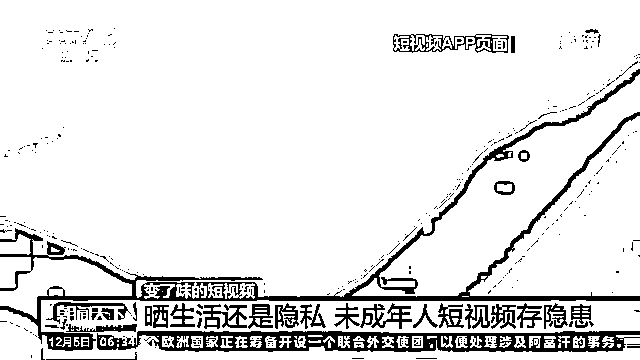 短视频APP页面
变了味的短视频
朝闻天下
晒生活还是隐私 未成年人短视频存隐患
12月5日 06:34 个欧洲国家正在筹备开设一个联合外交使团，以便处理涉及阿富汗的事务。